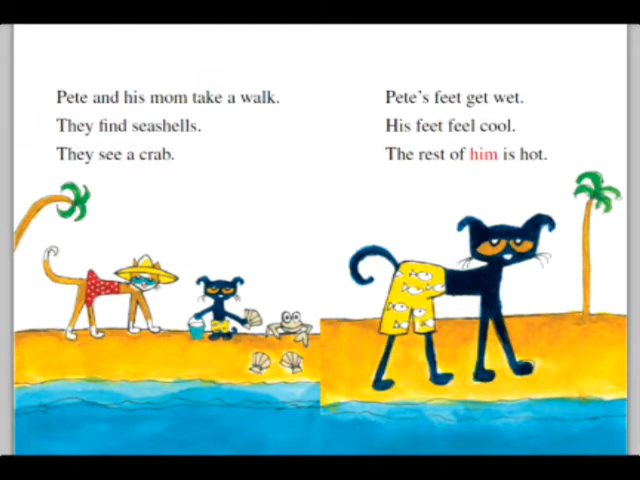 Pete and his mom take a walk.
They find seashells.
They see a crab.
Pete's feet get wet.
His feet feel cool.
The rest of him is hot.